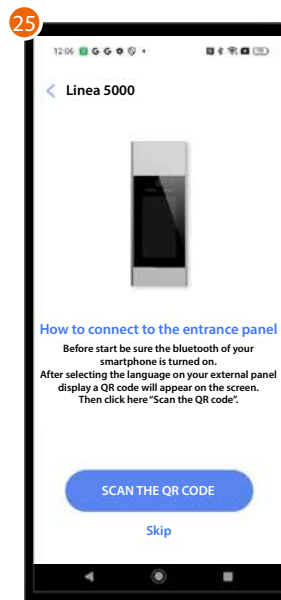 25
12:06 G G
Linea 5000
How to connect to the entrance panel
Before start be sure the bluetooth of your
smartphone is turned on.
After selecting the language on your external panel
display a QR code will appear on the screen.
Then click here “Scan the QR code”.
SCAN THE QR CODE
Skip